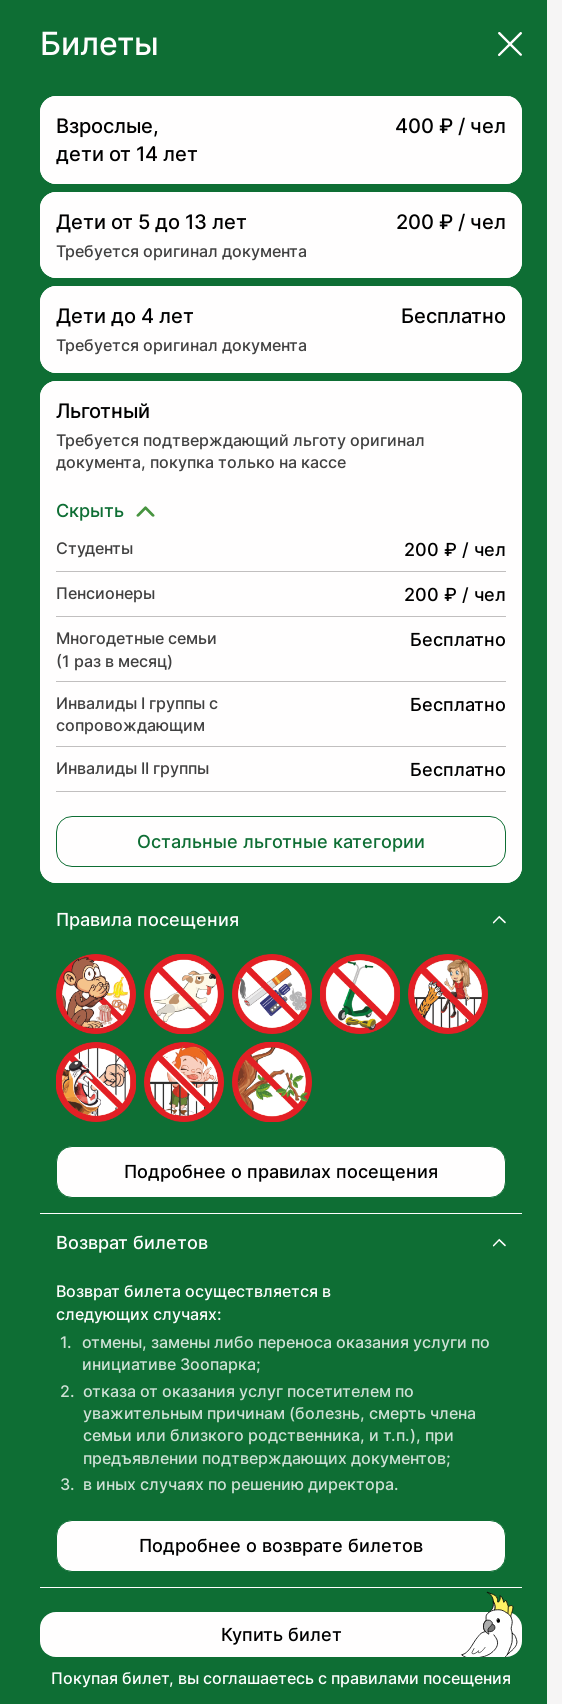 Билеты
Взрослые,
дети от 14 лет
400 ₽ / чел
Дети от 5 до 13 лет
200 ₽ / чел
Требуется оригинал документа
Дети до 4 лет
Бесплатно
Требуется оригинал документа
Льготный
Требуется подтверждающий льготу оригинал
документа, покупка только на кассе
Скрыть
Студенты
200 ₽ / чел
Пенсионеры
200 ₽ / чел
Многодетные семьи
(1 раз в месяц)
Бесплатно
Инвалиды I группы с
сопровождающим
Бесплатно
Инвалиды II группы
Бесплатно
Остальные льготные категории
Правила посещения
Подробнее о правилах посещения
Возврат билетов
Возврат билета осуществляется в
следующих случаях:
1. отмены, замены либо переноса оказания услуги по
инициативе Зоопарка;
2. отказа от оказания услуг посетителем по
уважительным причинам (болезнь, смерть члена
семьи или близкого родственника, и т.п.), при
предъявлении подтверждающих документов;
3. в иных случаях по решению директора.
Подробнее о возврате билетов
Купить билет
Покупая билет, вы соглашаетесь с правилами посещения